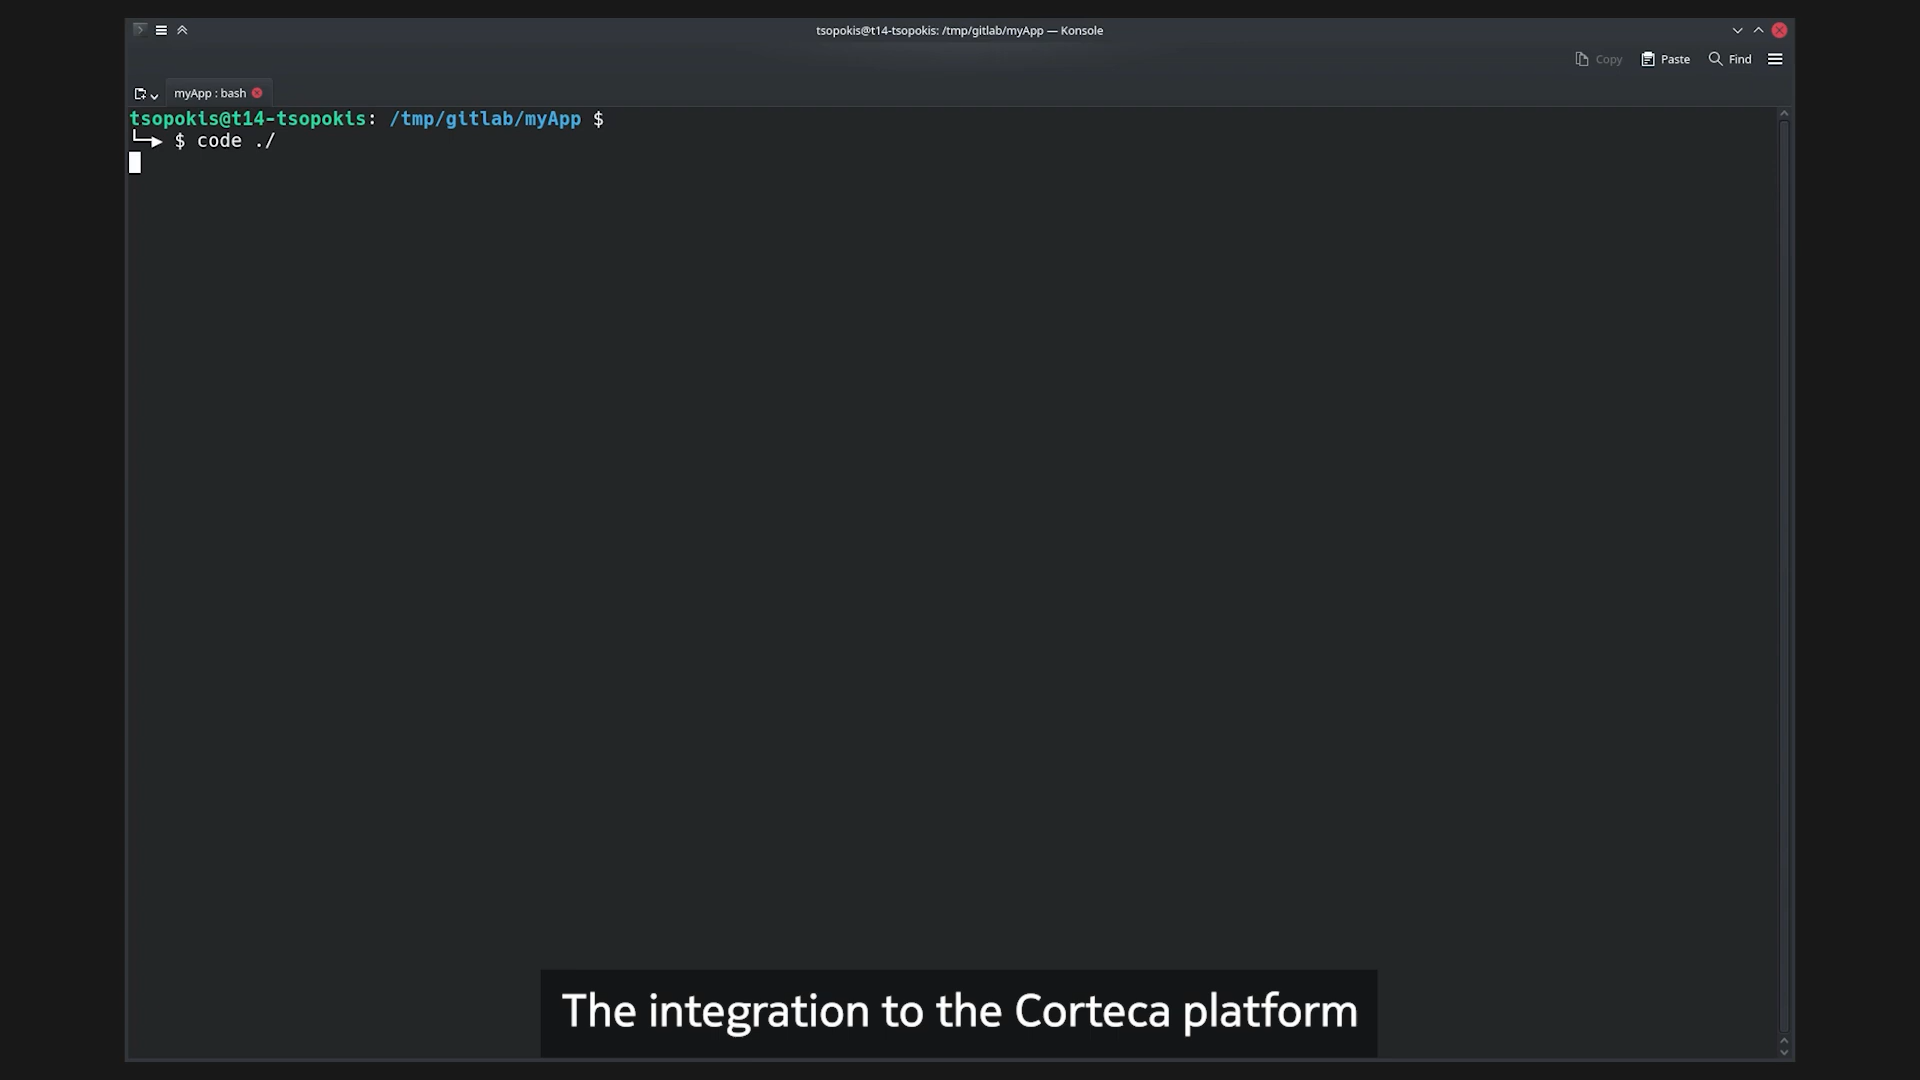 tsopokis@t14-tsopokis: /tmp/gitlab/myApp — Konsole
Copy Paste Find
myApp : bash
tsopokis@t14-tsopokis: /tmp/gitlab/myApp $
$ code ./
The integration to the Corteca platform